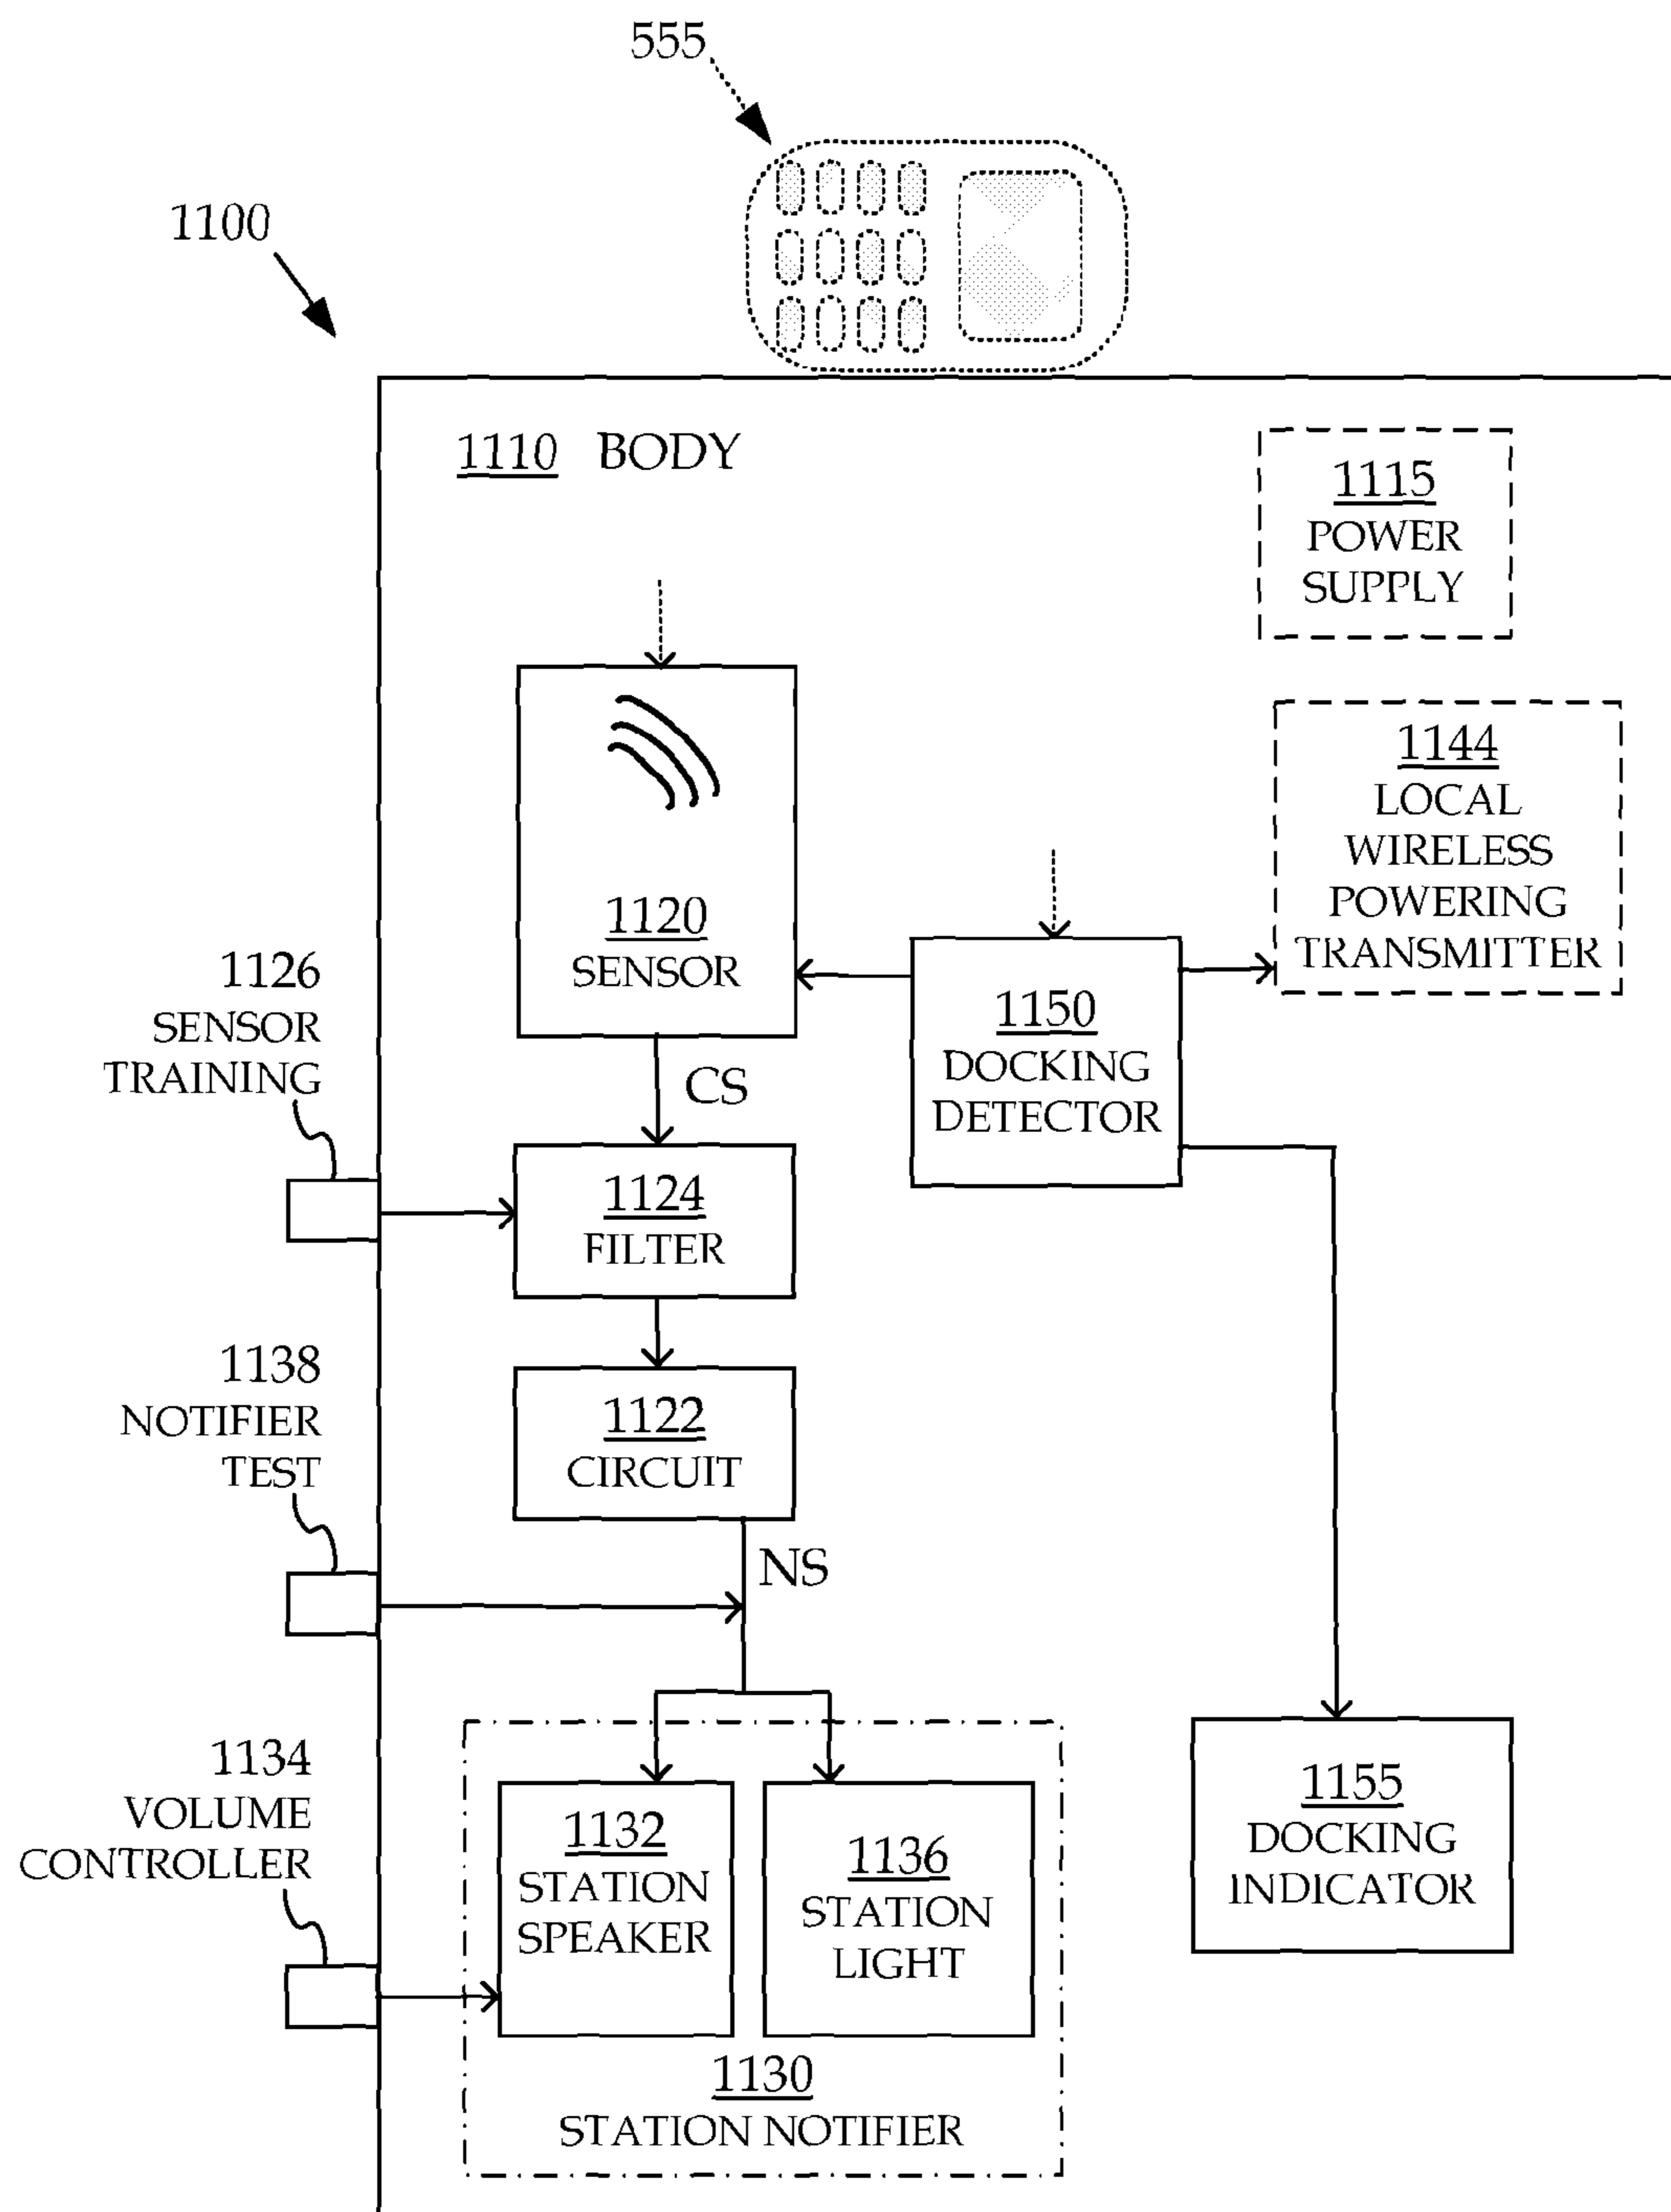 555
1100
1110 BODY
1115
POWER
SUPPLY
1144
LOCAL
WIRELESS
POWERING
TRANSMITTER
1120
SENSOR
1126
SENSOR
TRAINING
1150
DOCKING
DETECTOR
CS
1124
FILTER
1138
NOTIFIER
TEST
1122
CIRCUIT
NS
1134
VOLUME
CONTROLLER
1132
STATION
SPEAKER
1136
STATION
LIGHT
1155
DOCKING
INDICATOR
1130
STATION NOTIFIER